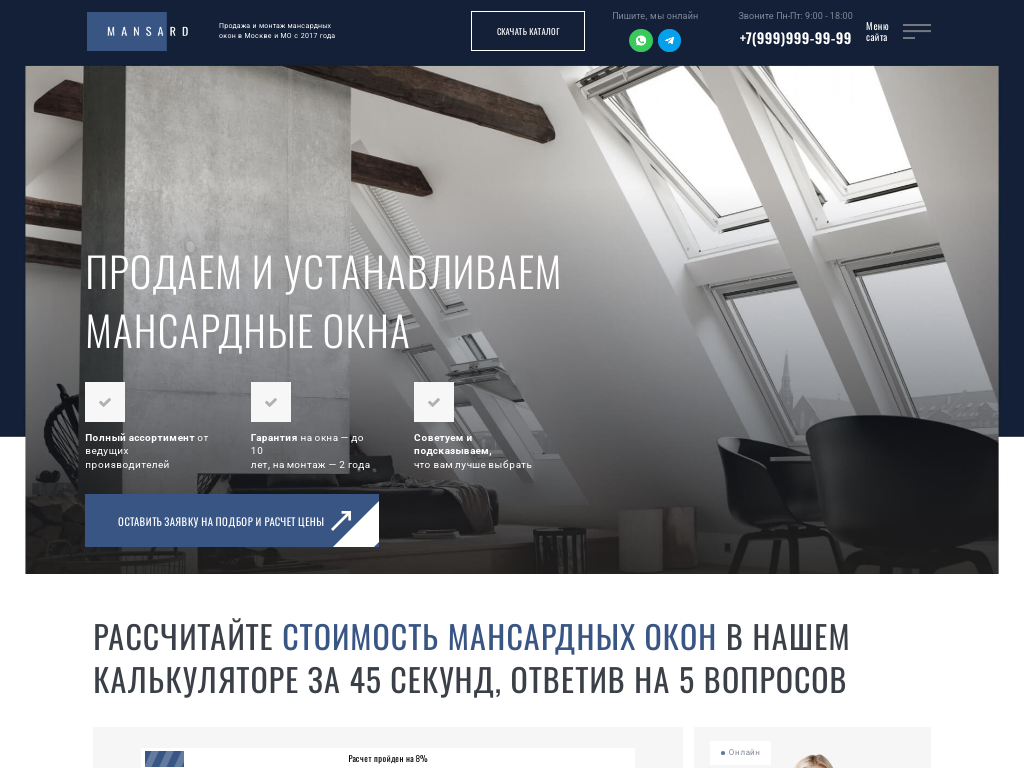 MANSARD
Продажа и монтаж мансардных
окон в Москве и МО с 2017 года
СКАЧАТЬ КАТАЛОГ
Пишите, мы онлайн
Звоните Пн-Пт: 9:00 - 18:00
+7(999)999-99-99
Меню
сайта
ПРОДАЕМ И УСТАНАВЛИВАЕМ
МАНСАРДНЫЕ ОКНА
Полный ассортимент от
ведущих
производителей
Гарантия на окна — до
10
лет, на монтаж — 2 года
Советуем и
подсказываем,
что вам лучше выбрать
ОСТАВИТЬ ЗАЯВКУ НА ПОДБОР И РАСЧЕТ ЦЕНЫ
РАССЧИТАЙТЕ СТОИМОСТЬ МАНСАРДНЫХ ОКОН В НАШЕМ
КАЛЬКУЛЯТОРЕ ЗА 45 СЕКУНД, ОТВЕТИВ НА 5 ВОПРОСОВ
Расчет пройден на 8%
Онлайн